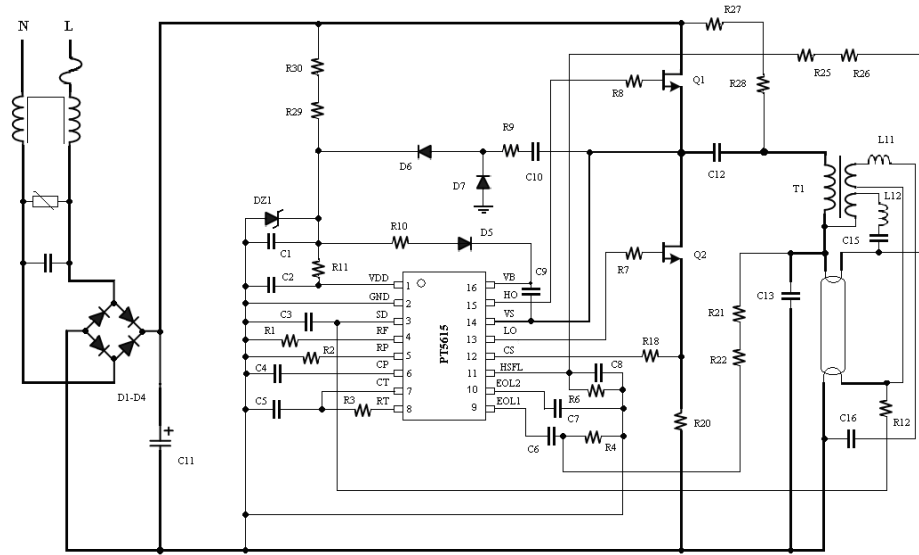 N L
R27
R30
R25 R26
Q1
R8
R28
R29
R9
L11
D6
C10
C12
D7
T1
L12
DZ1
R10
D5
C15
C1
R7
Q2
C2
R11
C9
VDD 1 16 VB
C13
GND 2 15 HO
C3 SD 3 14 VS
R21
R1 RF 4 13 LO
PT5615
R2 RP 5 12 CS R18
C4 CP 6 11 HSFL C8
R22
CT 7 10 EOL2
D1-D4
C5 R3 RT 8 9 EOL1
R6
C7
R20
C16
R12
C6 R4
C11
+